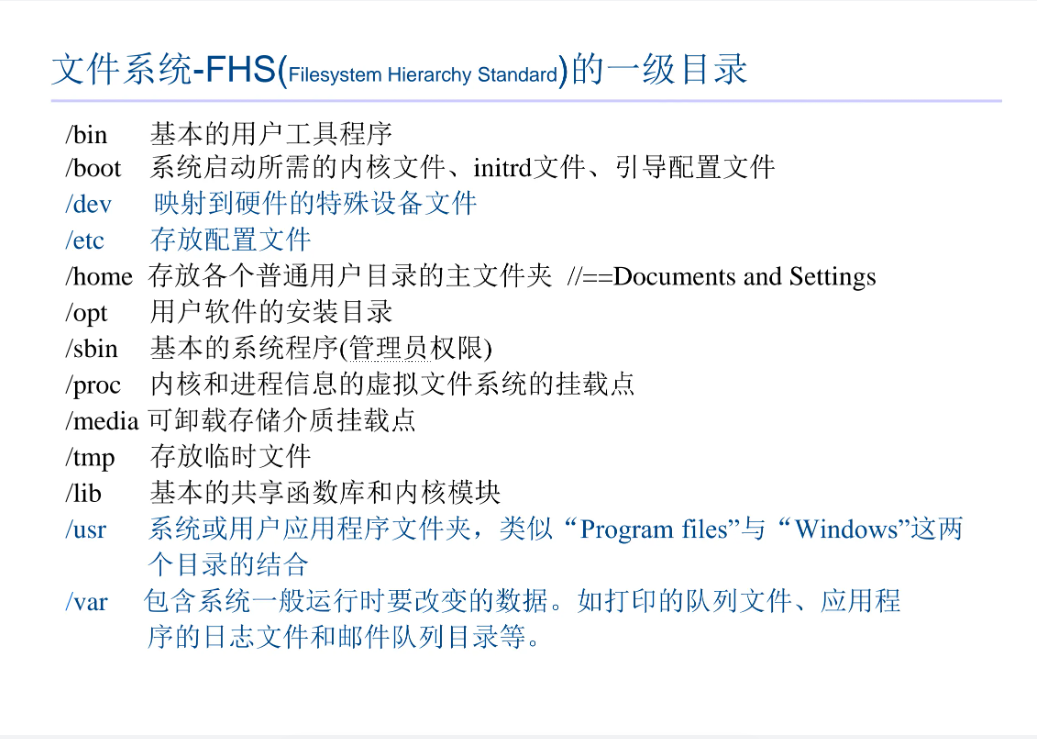 文件系统-FHS(Filesystem Hierarchy Standard)的一级目录
/bin 基本的用户工具程序
/boot 系统启动所需的内核文件、initrd文件、引导配置文件
/dev 映射到硬件的特殊设备文件
/etc 存放配置文件
/home 存放各个普通用户目录的主文件夹 //==Documents and Settings
/opt 用户软件的安装目录
/sbin 基本的系统程序(管理员权限)
/proc 内核和进程信息的虚拟文件系统的挂载点
/media 可卸载存储介质挂载点
/tmp 存放临时文件
/lib 基本的共享函数库和内核模块
/usr 系统或用户应用程序文件夹，类似“Program files”与“Windows”这两
个目录的结合
/var 包含系统一般运行时要改变的数据。如打印的队列文件、应用程
序的日志文件和邮件队列目录等。